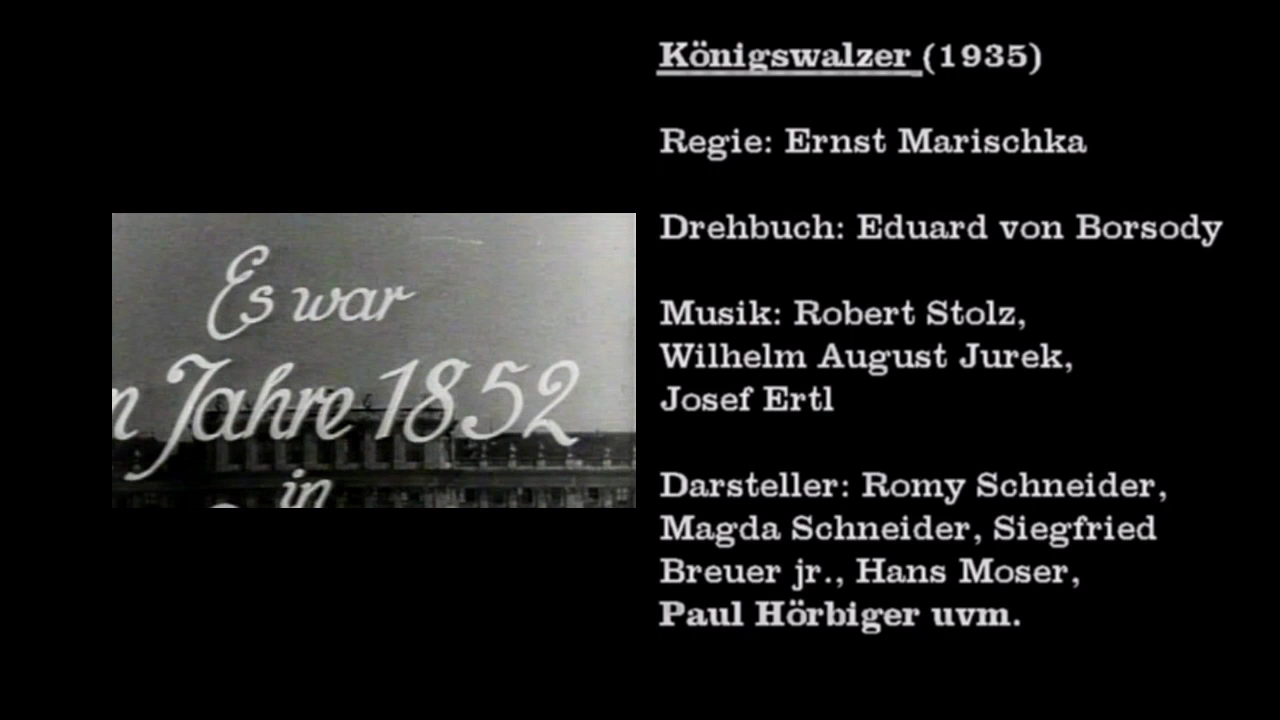 Es war
n Jahre 1852
in
Königswalzer (1935)
Regie: Ernst Marischka
Drehbuch: Eduard von Borsody
Musik: Robert Stolz,
Wilhelm August Jurek,
Josef Ertl
Darsteller: Romy Schneider,
Magda Schneider, Siegfried
Breuer jr., Hans Moser,
Paul Hörbiger uvm.